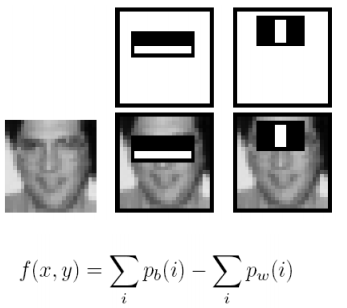 f(x, y) = ∑_i p_b(i) − ∑_i p_w(i)